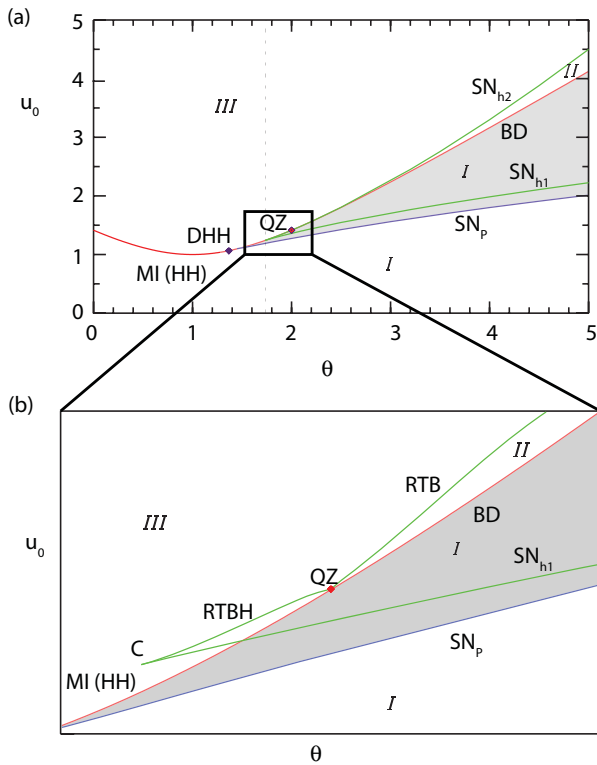 (a)
5
4
3
2
1
0
u0
III
SNh2
II
BD
I
SNh1
SNP
DHH
QZ
MI (HH)
I
0
1
2
3
4
5
θ
(b)
u0
III
RTB
II
BD
I
SNh1
QZ
RTBH
C
MI (HH)
SNP
I
θ